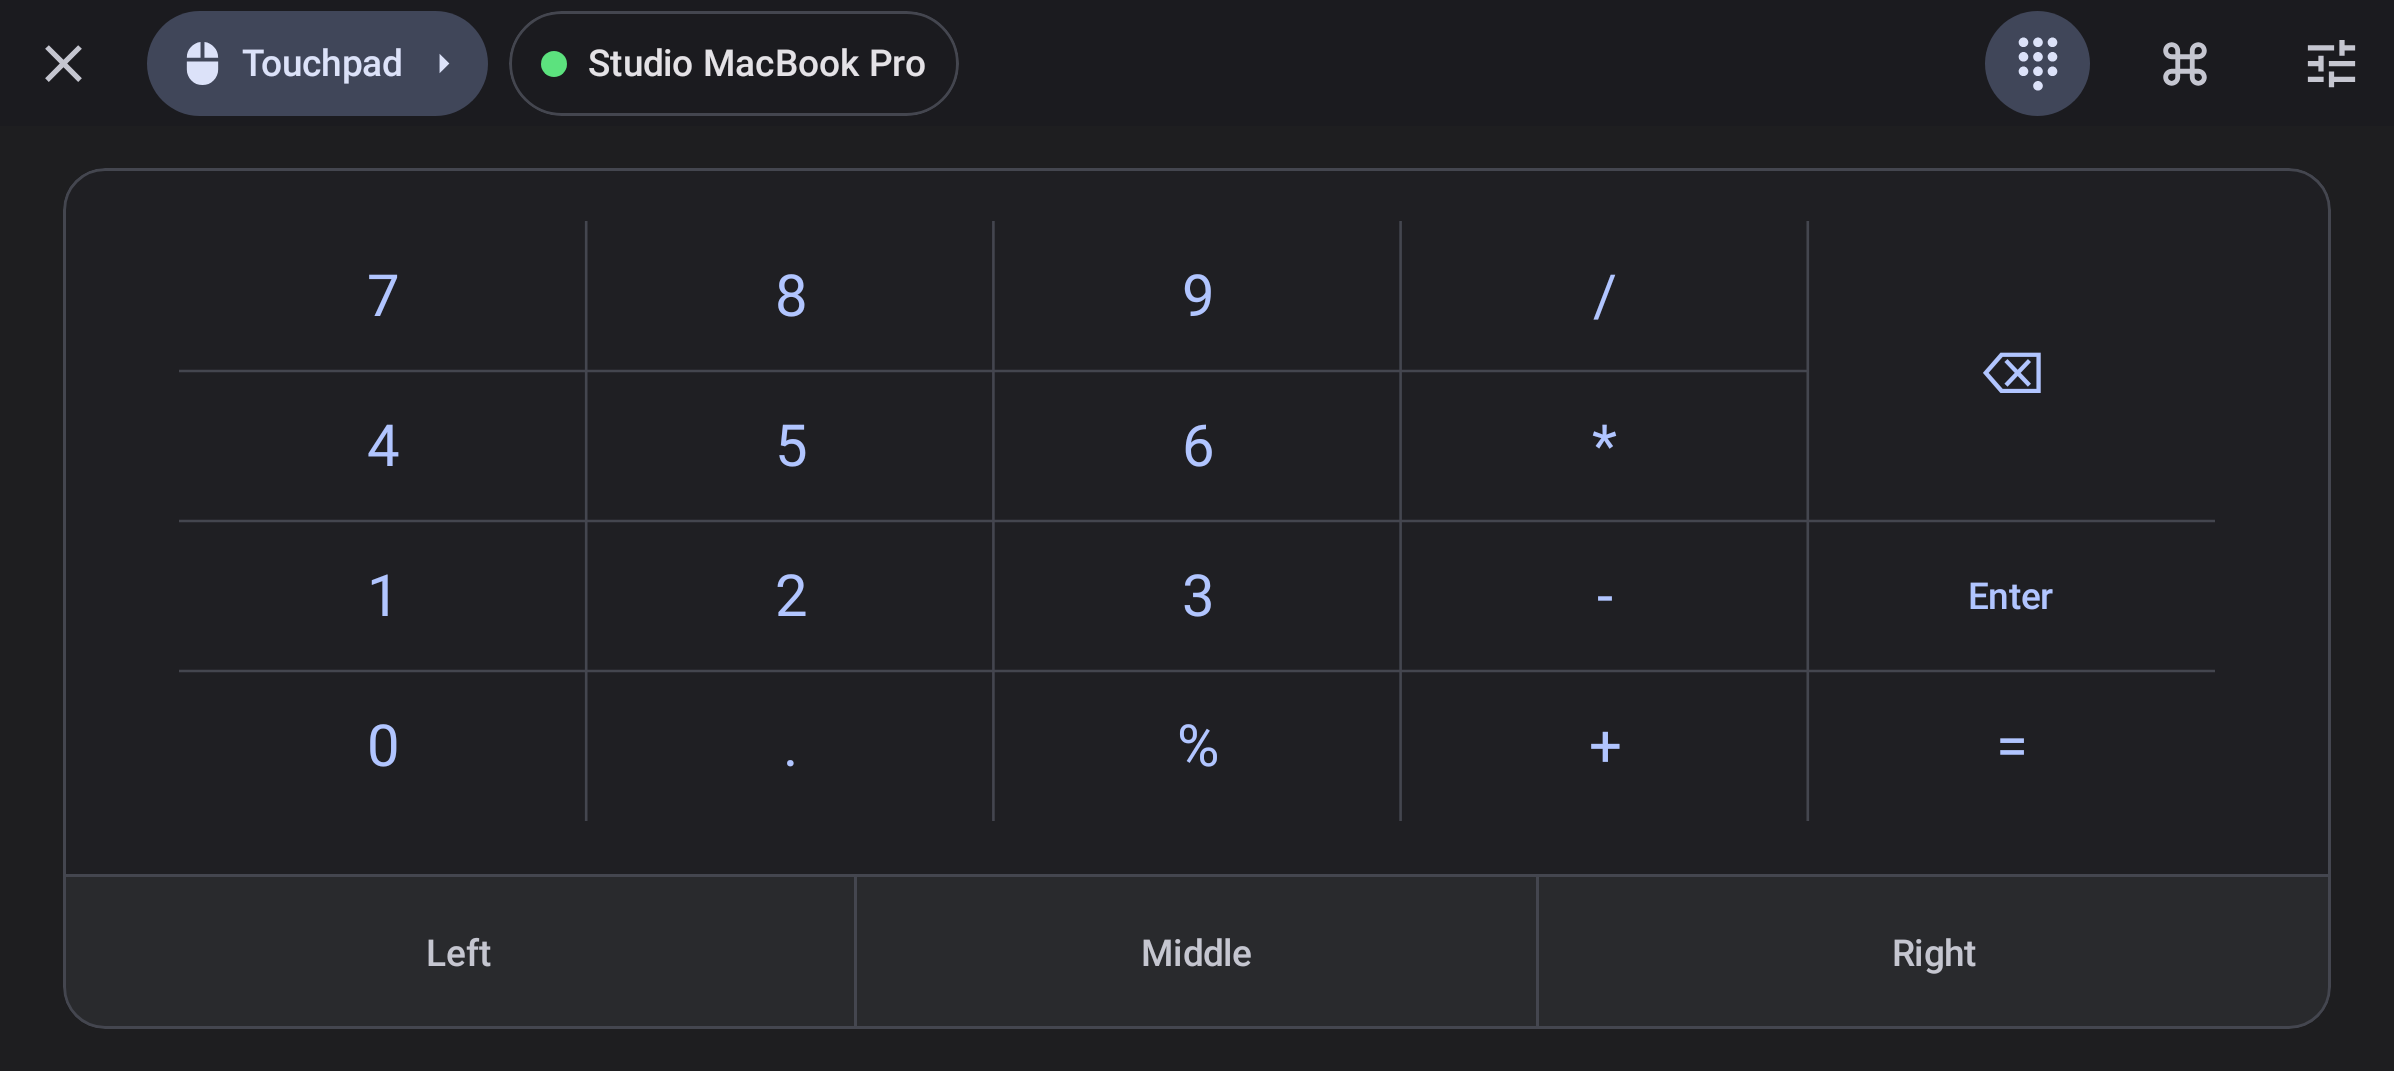 Touchpad
Studio MacBook Pro
7 8 9 /
4 5 6 *
1 2 3 - Enter
0 . % + =
Left Middle Right